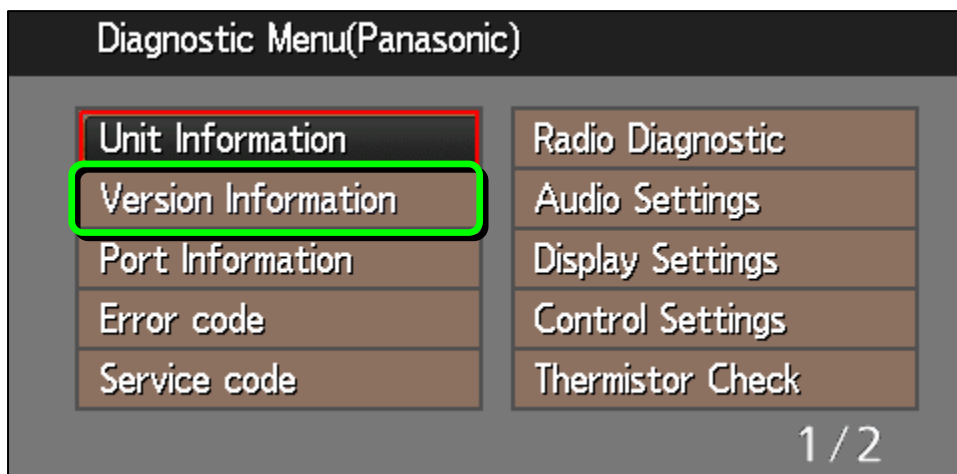 Diagnostic Menu(Panasonic)
Unit Information
Version Information
Port Information
Error code
Service code
Radio Diagnostic
Audio Settings
Display Settings
Control Settings
Thermistor Check
1/2